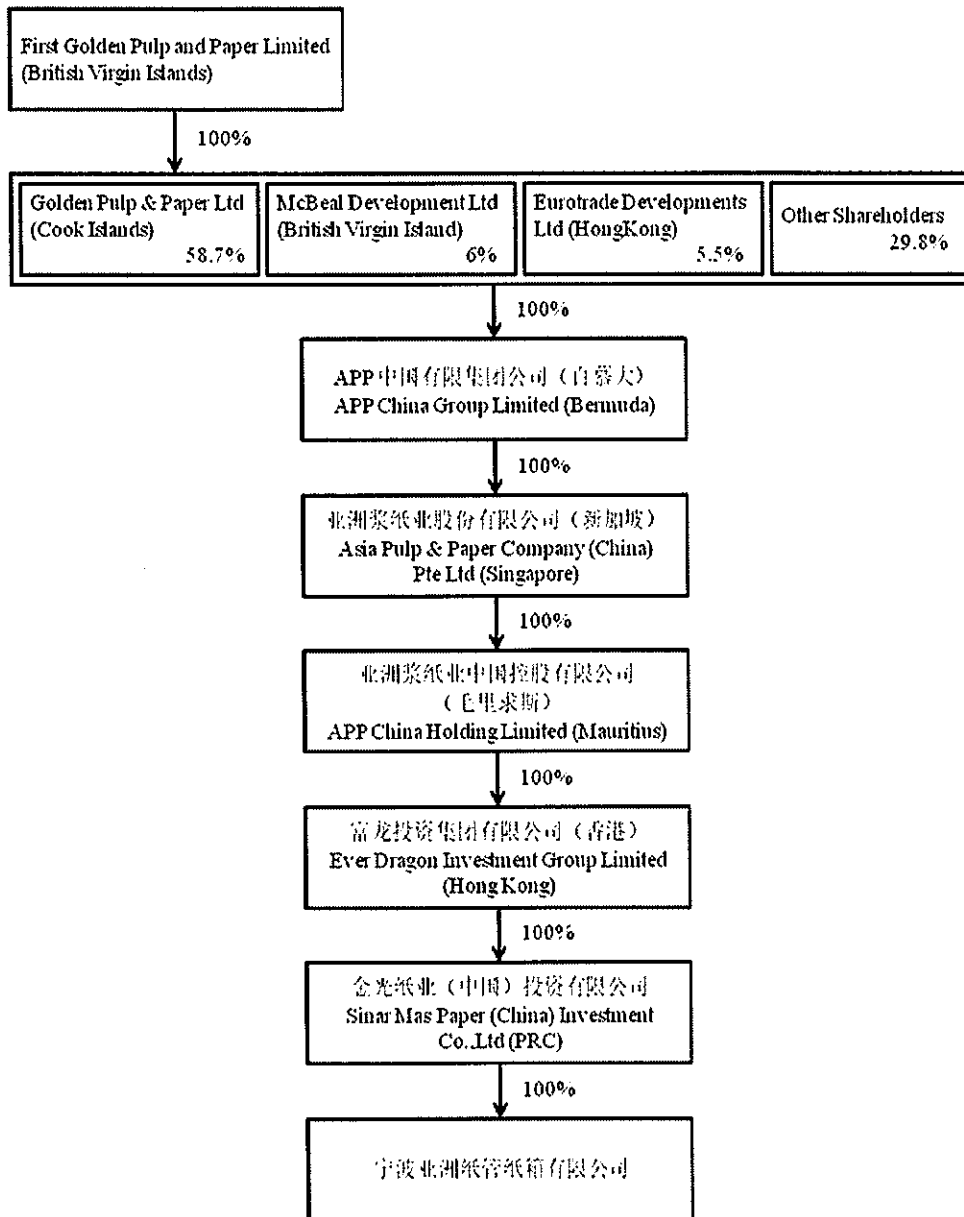 First Golden Pulp and Paper Limited
(British Virgin Islands)
100%
Golden Pulp & Paper Ltd
(Cook Islands)
58.7%
McBeal Development Ltd
(British Virgin Island)
6%
Eurotrade Developments
Ltd (HongKong)
5.5%
Other Shareholders
29.8%
100%
APP 中国有限集团公司（百慕大）
APP China Group Limited (Bermuda)
100%
亚洲浆纸业股份有限公司（新加坡）
Asia Pulp & Paper Company (China)
Pte Ltd (Singapore)
100%
亚洲浆纸业中国控股有限公司
（毛里求斯）
APP China Holding Limited (Mauritius)
100%
富龙投资集团有限公司（香港）
Ever Dragon Investment Group Limited
(Hong Kong)
100%
金光纸业（中国）投资有限公司
Sinar Mas Paper (China) Investment
Co.,Ltd (PRC)
100%
宁波亚洲纸管纸箱有限公司